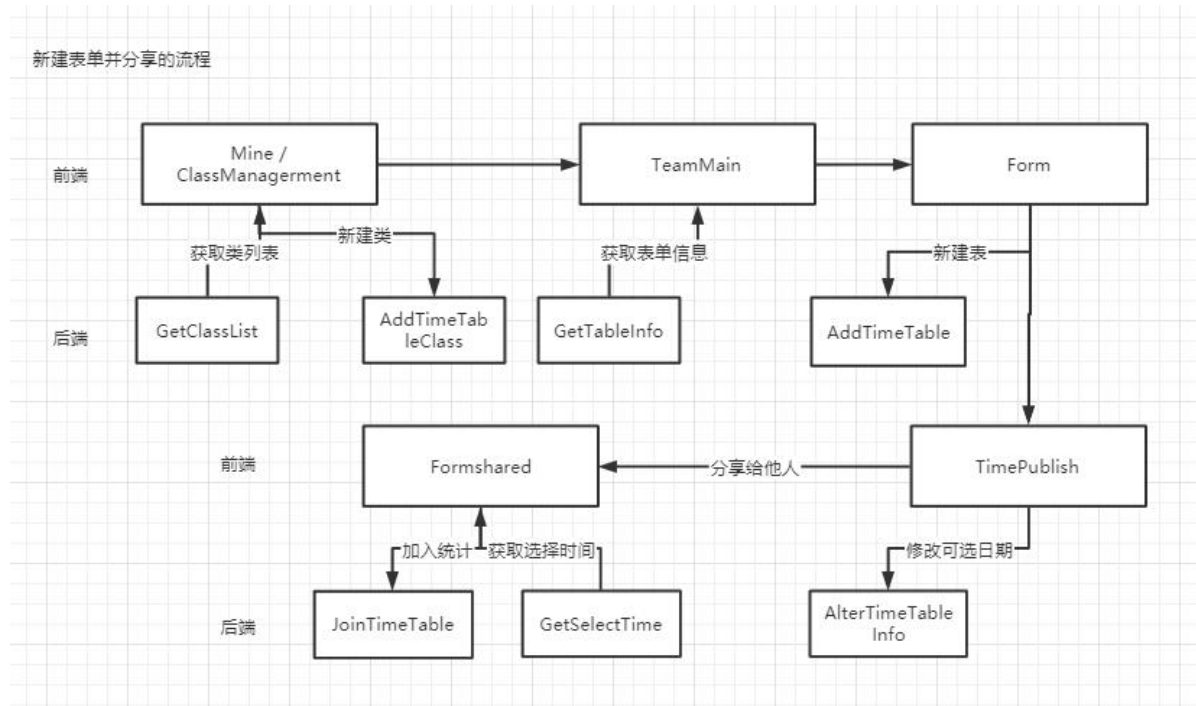 新建表单并分享的流程
前端
Mine /
ClassManagerment
TeamMain
Form
获取类列表
新建类
获取表单信息
新建表
后端
GetClassList
AddTimeTab
leClass
GetTableInfo
AddTimeTable
前端
Formshared
分享给他人
TimePublish
加入统计
获取选择时间
修改可选日期
后端
JoinTimeTable
GetSelectTime
AlterTimeTable
Info